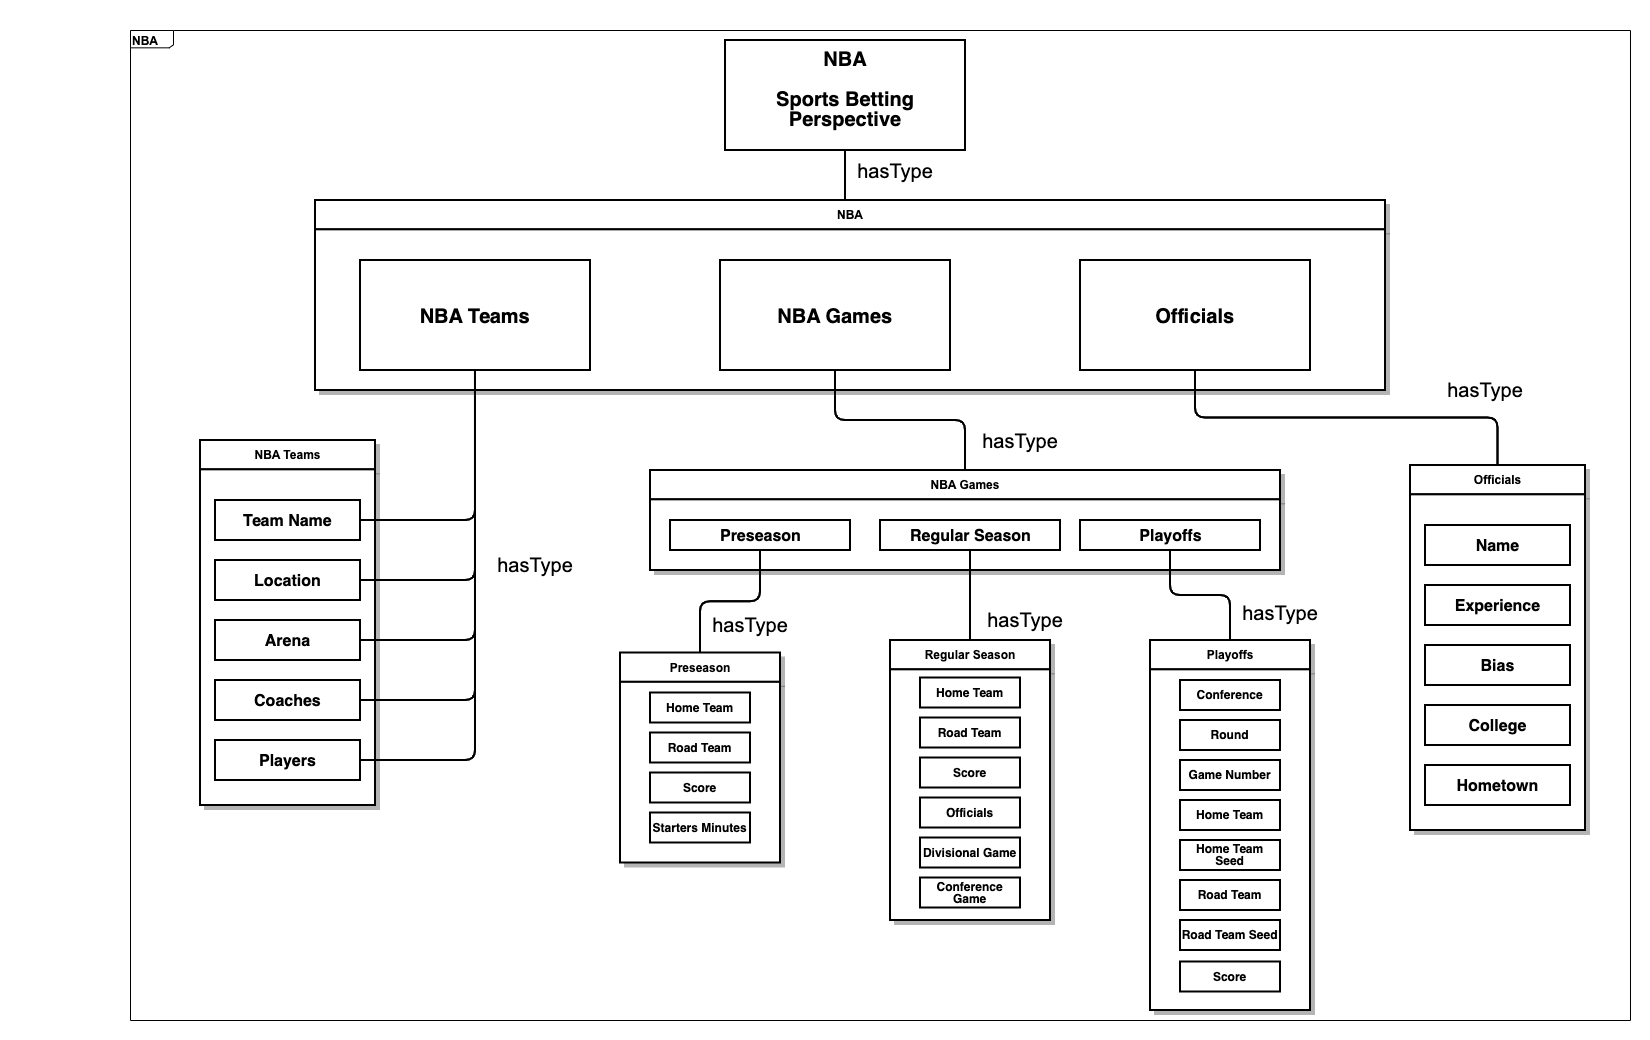 NBA
NBA
Sports Betting
Perspective
hasType
NBA
NBA Teams
NBA Games
Officials
hasType
hasType
hasType
NBA Teams
Team Name
Location
Arena
Coaches
Players
NBA Games
Preseason
Regular Season
Playoffs
hasType
hasType
hasType
Preseason
Home Team
Road Team
Score
Starters Minutes
Regular Season
Home Team
Road Team
Score
Officials
Divisional Game
Conference
Game
Playoffs
Conference
Round
Game Number
Home Team
Home Team
Seed
Road Team
Road Team Seed
Score
Officials
Name
Experience
Bias
College
Hometown